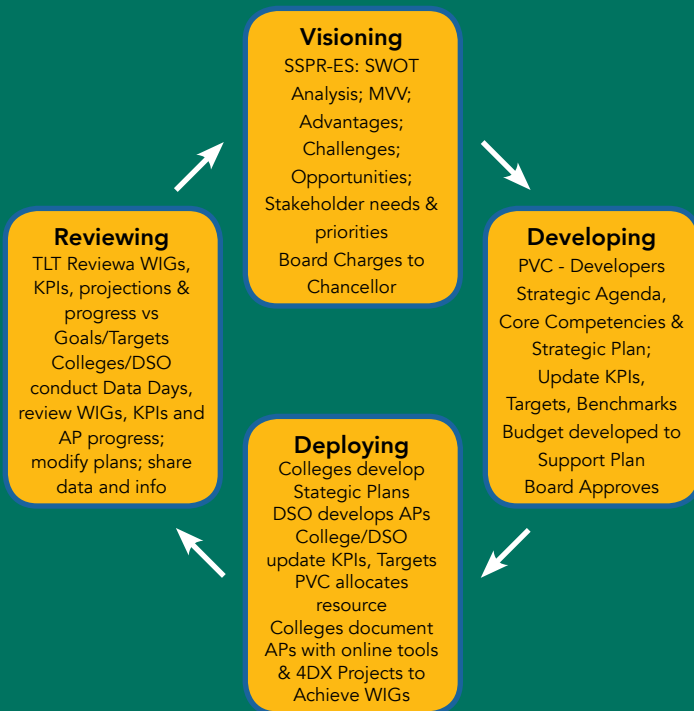 Visioning
SSPR-ES: SWOT
Analysis; MVV;
Advantages;
Challenges;
Opportunities;
Stakeholder needs &
priorities
Board Charges to
Chancellor
Developing
PVC - Developers
Strategic Agenda,
Core Competencies &
Strategic Plan;
Update KPIs,
Targets, Benchmarks
Budget developed to
Support Plan
Board Approves
Deploying
Colleges develop
Stategic Plans
DSO develops APs
College/DSO
update KPIs, Targets
PVC allocates
resource
Colleges document
APs with online tools
& 4DX Projects to
Achieve WIGs
Reviewing
TLT Reviewa WIGs,
KPIs, projections &
progress vs
Goals/Targets
Colleges/DSO
conduct Data Days,
review WIGs, KPIs and
AP progress;
modify plans; share
data and info